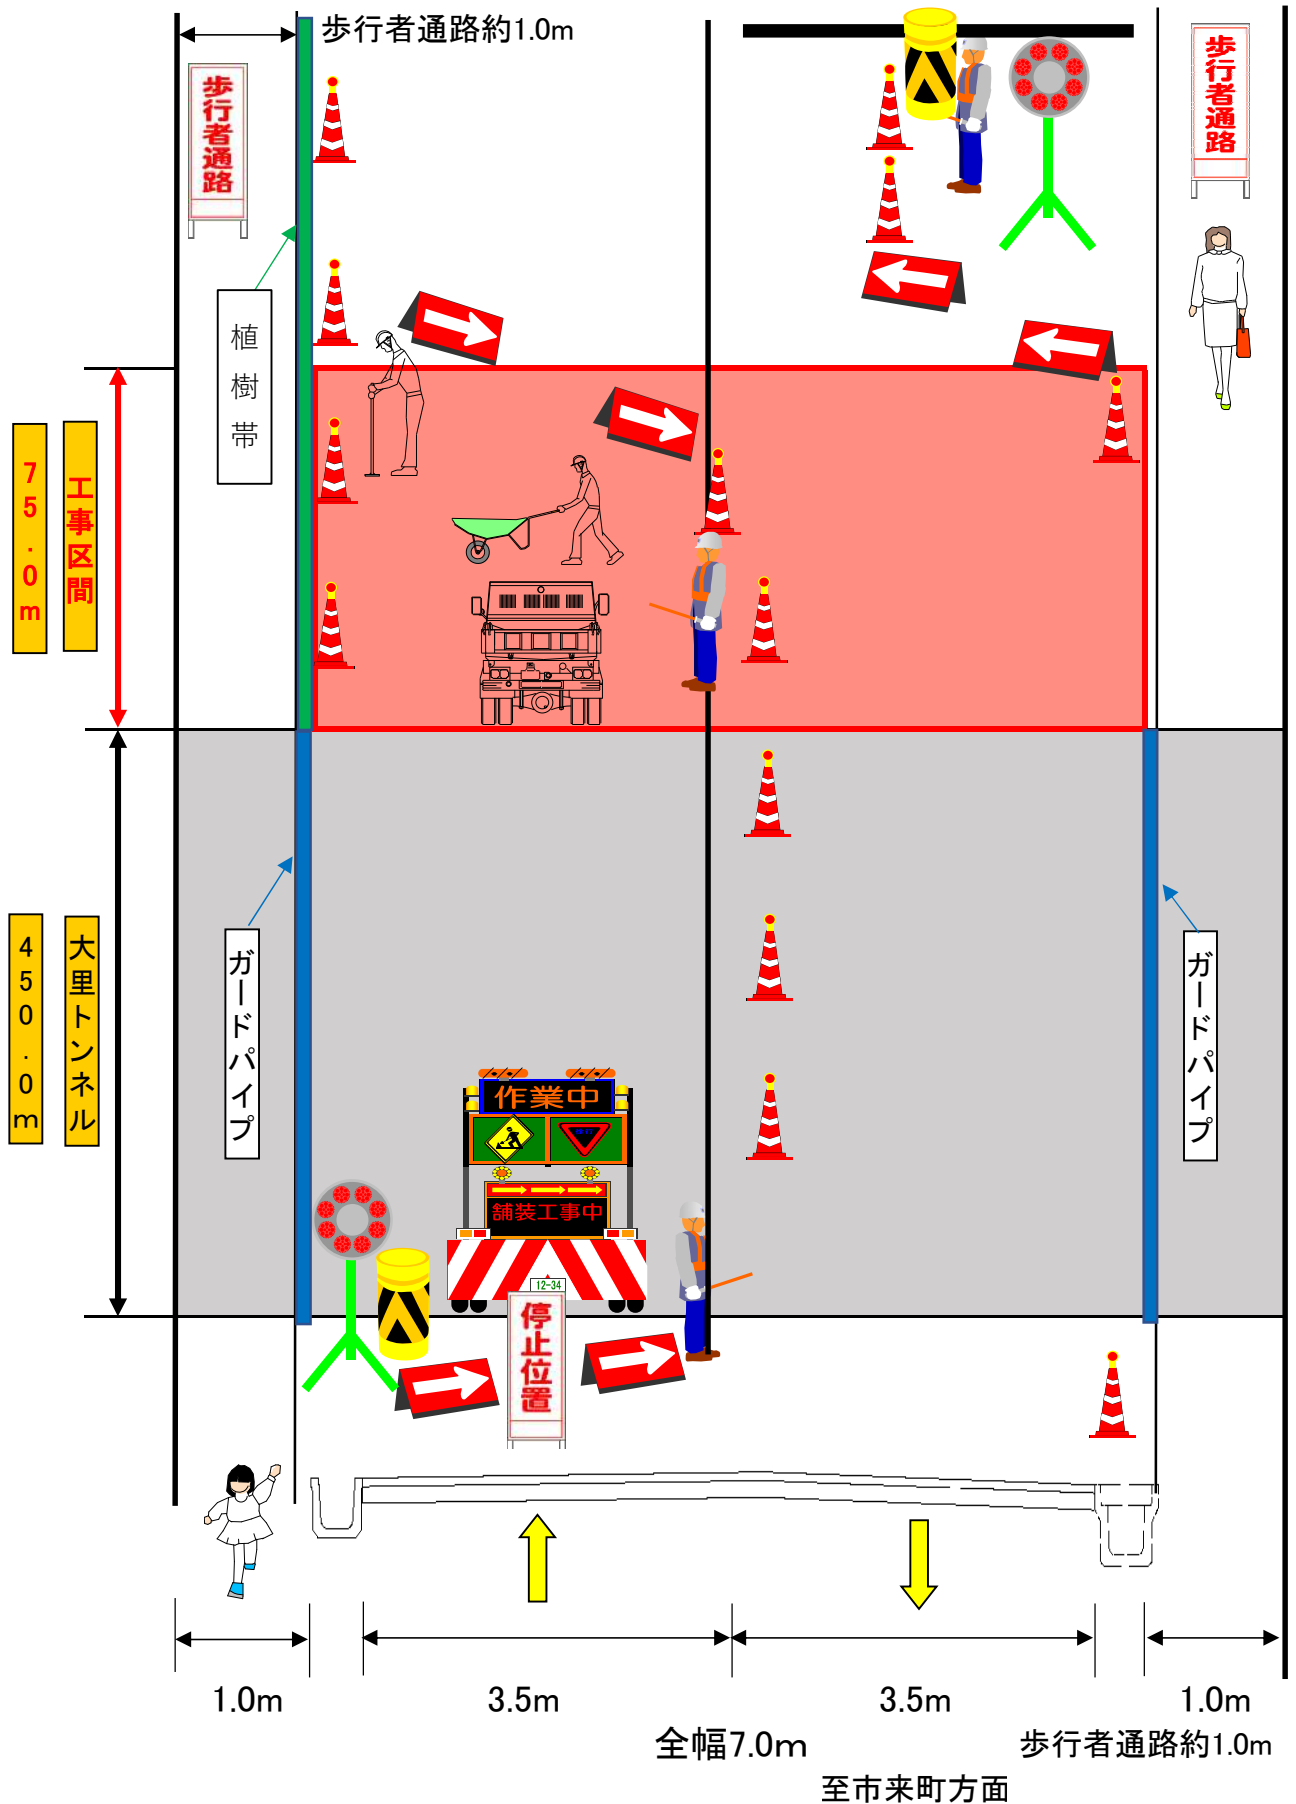 歩行者通路約1.0m
歩行者通路
歩行者通路
植樹帯
75.0m
工事区間
450.0m
大里トンネル
ガードパイプ
ガードパイプ
作業中
舗装工事中
12-34
停止位置
1.0m
3.5m
3.5m
1.0m
全幅7.0m
歩行者通路約1.0m
至市来町方面